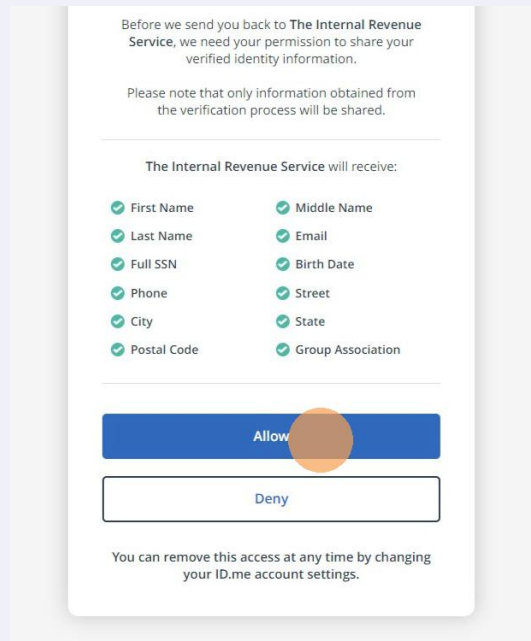 Before we send you back to The Internal Revenue
Service, we need your permission to share your
verified identity information.
Please note that only information obtained from
the verification process will be shared.
The Internal Revenue Service will receive:
First Name
Middle Name
Last Name
Email
Full SSN
Birth Date
Phone
Street
City
State
Postal Code
Group Association
Allow
Deny
You can remove this access at any time by changing
your ID.me account settings.